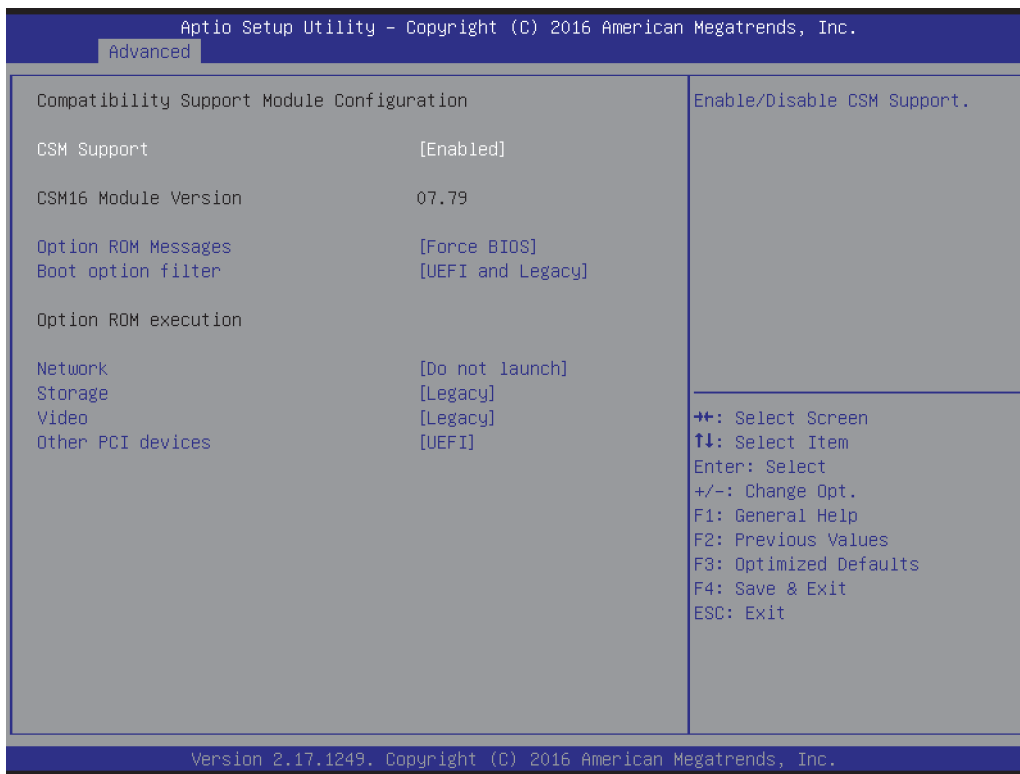 Aptio Setup Utility – Copyright (C) 2016 American Megatrends, Inc.
Advanced
Compatibility Support Module Configuration
CSM Support [Enabled]
CSM16 Module Version 07.79
Option ROM Messages [Force BIOS]
Boot option filter [UEFI and Legacy]
Option ROM execution
Network [Do not launch]
Storage [Legacy]
Video [Legacy]
Other PCI devices [UEFI]
Enable/Disable CSM Support.
→←: Select Screen
↑↓: Select Item
Enter: Select
+/-: Change Opt.
F1: General Help
F2: Previous Values
F3: Optimized Defaults
F4: Save & Exit
ESC: Exit
Version 2.17.1249. Copyright (C) 2016 American Megatrends, Inc.